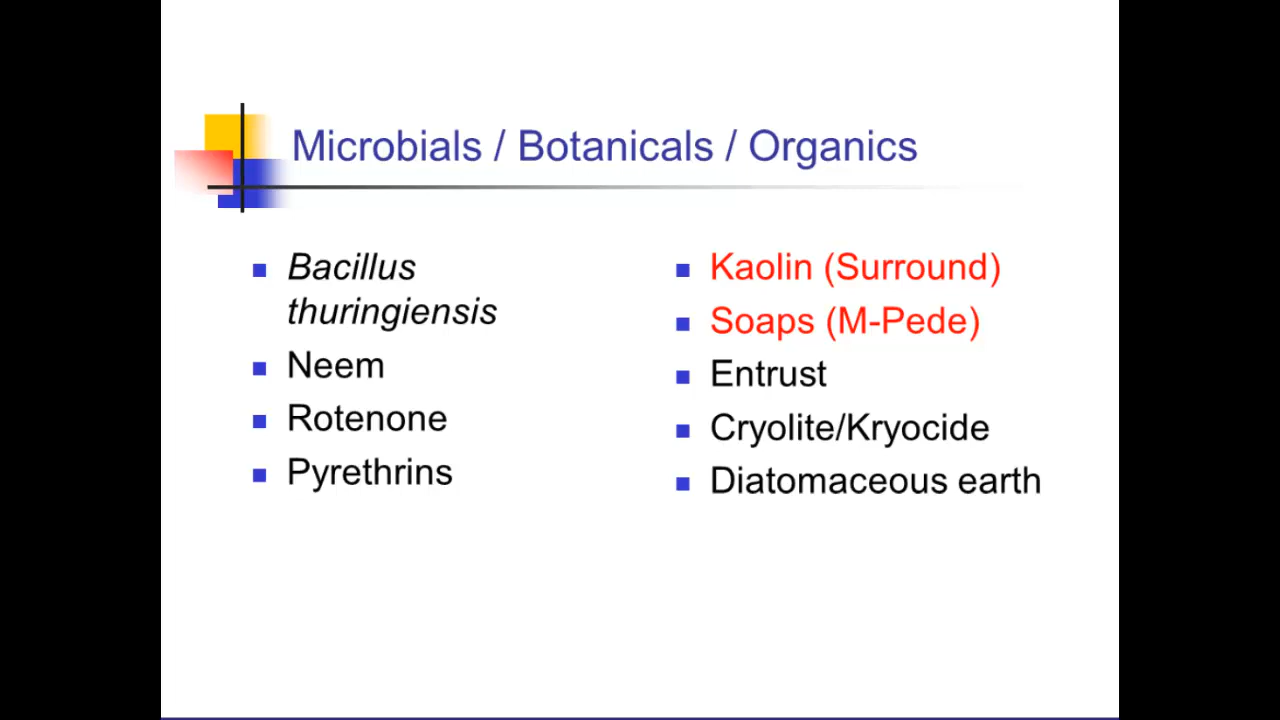 Microbials / Botanicals / Organics
Bacillus
thuringiensis
Neem
Rotenone
Pyrethrins
Kaolin (Surround)
Soaps (M-Pede)
Entrust
Cryolite/Kryocide
Diatomaceous earth